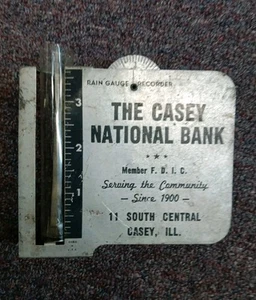 RAIN GAUGE RECORDER
THE CASEY
NATIONAL BANK
Member F. D. I. C.
Serving the Community
— Since 1900 —
11 SOUTH CENTRAL
CASEY, ILL.
3
2
1